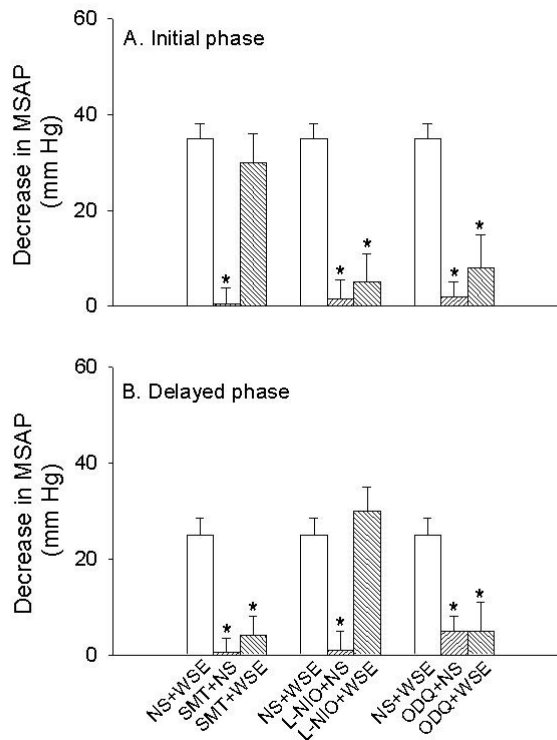 A. Initial phase
Decrease in MSAP
(mm Hg)
60
40
20
0
*
*
*
*
*
B. Delayed phase
Decrease in MSAP
(mm Hg)
60
40
20
0
*
*
*
*
*
NS+WSE
SMT+NS
SMT+WSE
NS+WSE
L-NIO+NS
L-NIO+WSE
NS+WSE
ODQ+NS
ODQ+WSE